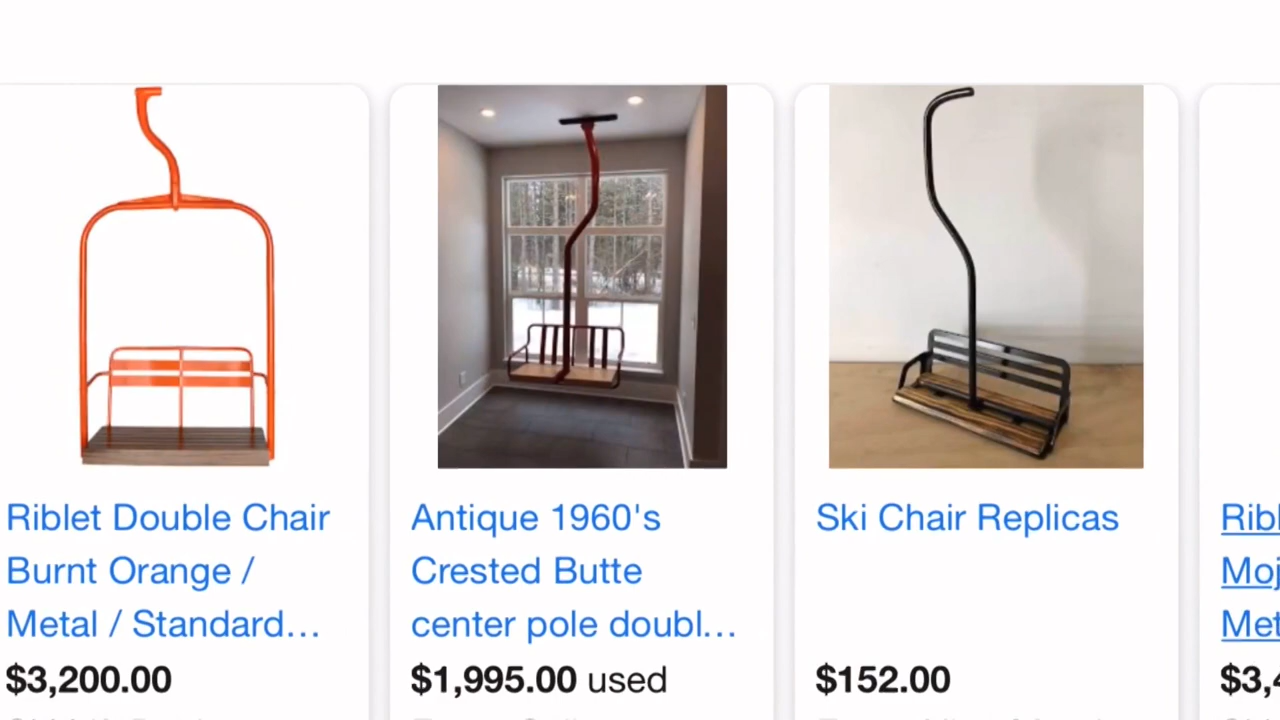 Riblet Double Chair
Burnt Orange /
Metal / Standard...
$3,200.00
Antique 1960's
Crested Butte
center pole doubl...
$1,995.00 used
Ski Chair Replicas
$152.00